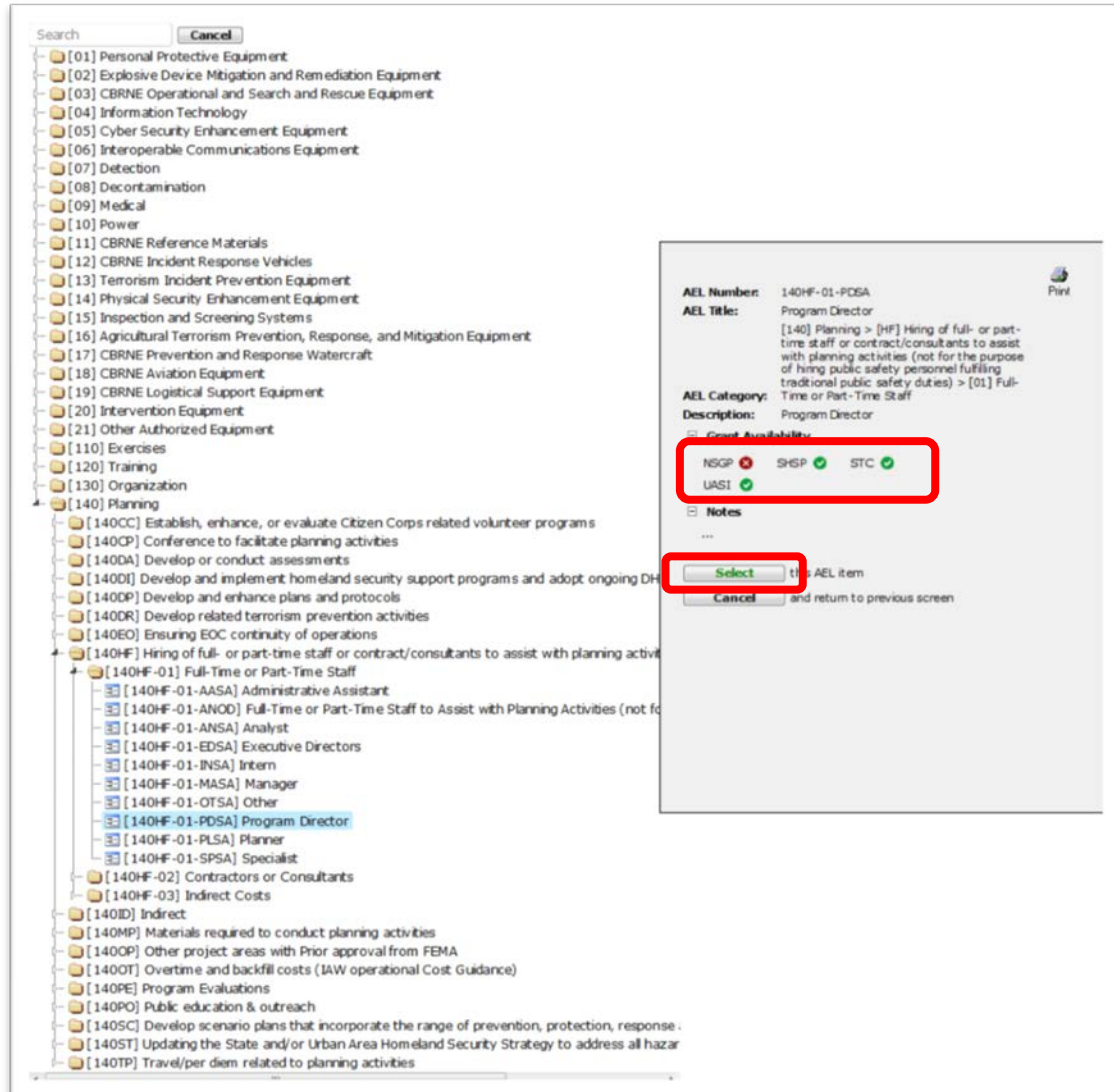 Search Cancel
[01] Personal Protective Equipment
[02] Explosive Device Mitigation and Remediation Equipment
[03] CBRNE Operational and Search and Rescue Equipment
[04] Information Technology
[05] Cyber Security Enhancement Equipment
[06] Interoperable Communications Equipment
[07] Detection
[08] Decontamination
[09] Medical
[10] Power
[11] CBRNE Reference Materials
[12] CBRNE Incident Response Vehicles
[13] Terrorism Incident Prevention Equipment
[14] Physical Security Enhancement Equipment
[15] Inspection and Screening Systems
[16] Agricultural Terrorism Prevention, Response, and Mitigation Equipment
[17] CBRNE Prevention and Response Watercraft
[18] CBRNE Aviation Equipment
[19] CBRNE Logistical Support Equipment
[20] Intervention Equipment
[21] Other Authorized Equipment
[110] Exercises
[120] Training
[130] Organization
[140] Planning
[140CC] Establish, enhance, or evaluate Citizen Corps related volunteer programs
[140CP] Conference to facilitate planning activities
[140DA] Develop or conduct assessments
[140DI] Develop and implement homeland security support programs and adopt ongoing DH
[140DP] Develop and enhance plans and protocols
[140DR] Develop related terrorism prevention activities
[140EO] Ensuring EOC continuity of operations
[140HF] Hiring of full- or part-time staff or contract/consultants to assist with planning activit
[140HF-01] Full-Time or Part-Time Staff
[140HF-01-AASA] Administrative Assistant
[140HF-01-ANOD] Full-Time or Part-Time Staff to Assist with Planning Activities (not fo
[140HF-01-ANSA] Analyst
[140HF-01-EDSA] Executive Directors
[140HF-01-INSA] Intern
[140HF-01-MASA] Manager
[140HF-01-OTSA] Other
[140HF-01-PDSA] Program Director
[140HF-01-PLSA] Planner
[140HF-01-SPSA] Specialist
[140HF-02] Contractors or Consultants
[140HF-03] Indirect Costs
[140ID] Indirect
[140MP] Materials required to conduct planning activities
[140OP] Other project areas with Prior approval from FEMA
[140OT] Overtime and backfill costs (IAW operational Cost Guidance)
[140PE] Program Evaluations
[140PO] Public education & outreach
[140SC] Develop scenario plans that incorporate the range of prevention, protection, response
[140ST] Updating the State and/or Urban Area Homeland Security Strategy to address all hazar
[140TP] Travel/per diem related to planning activities
Print
AEL Number: 140HF-01-PDSA
AEL Title: Program Director
[140] Planning > [HF] Hiring of full- or part-
time staff or contract/consultants to assist
with planning activities (not for the purpose
of hiring public safety personnel fulfilling
traditional public safety duties) > [01] Full-
AEL Category: Time or Part-Time Staff
Description: Program Director
Grant Availability
NSGP SHSP STC
UASI
Notes
...
Select this AEL item
Cancel and return to previous screen